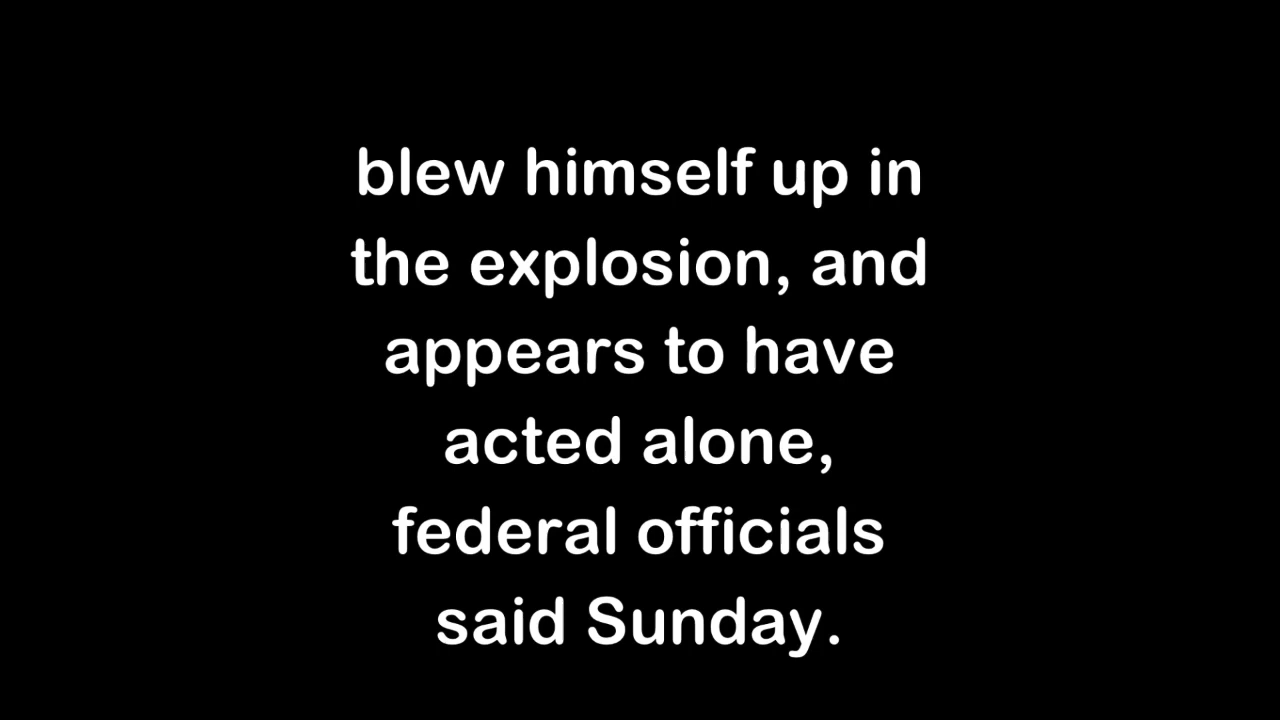 blew himself up in
the explosion, and
appears to have
acted alone,
federal officials
said Sunday.